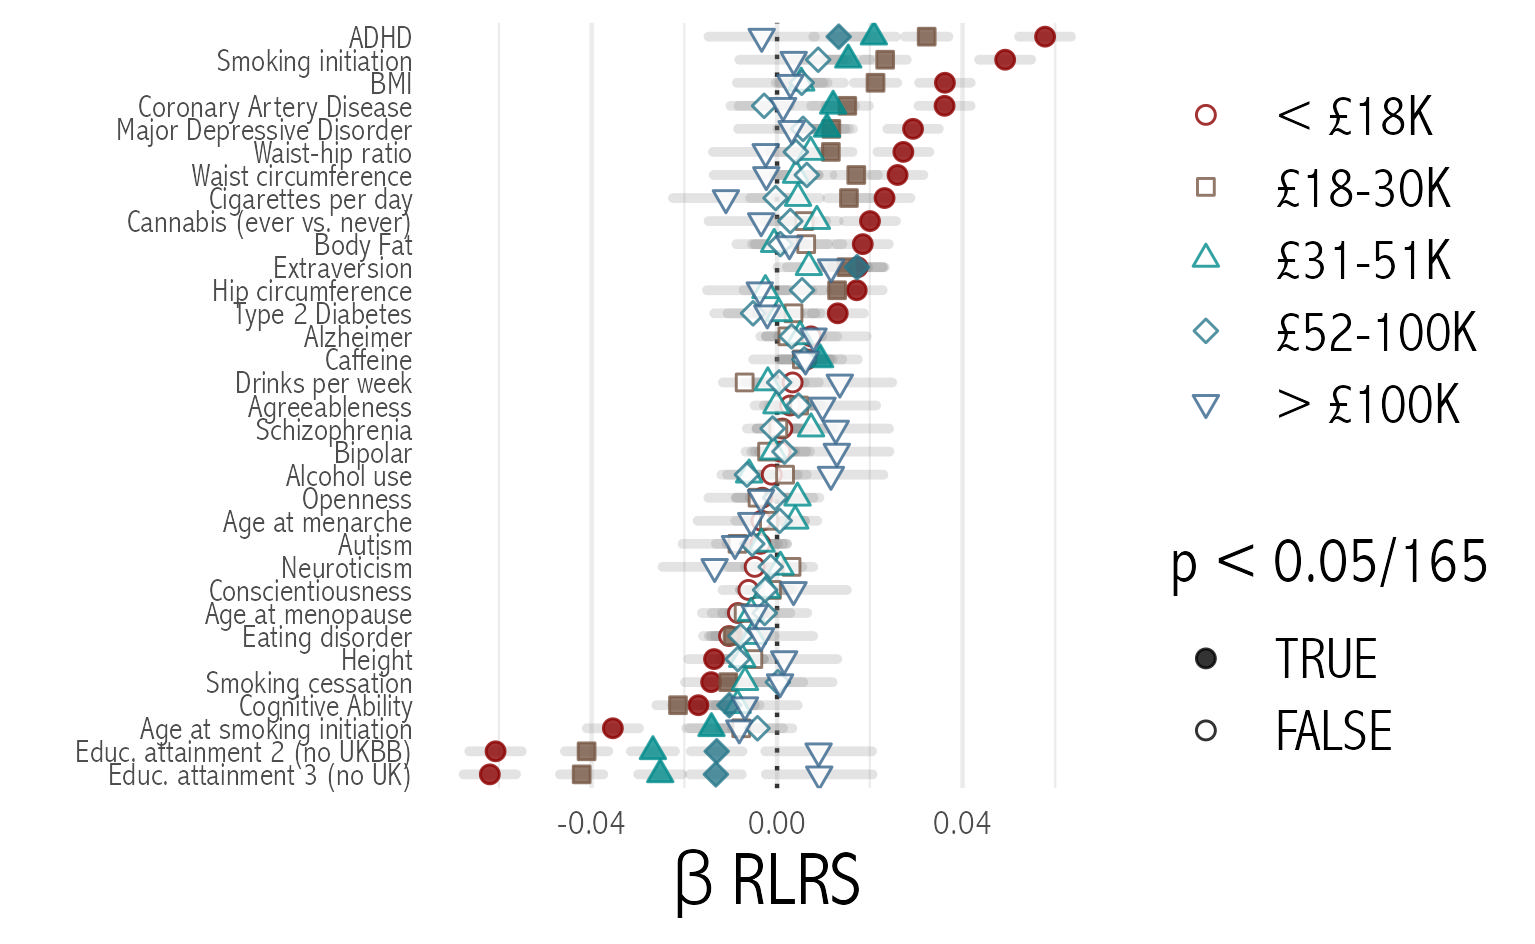 ADHD
Smoking initiation
BMI
Coronary Artery Disease
Major Depressive Disorder
Waist-hip ratio
Waist circumference
Cigarettes per day
Cannabis (ever vs. never)
Body Fat
Extraversion
Hip circumference
Type 2 Diabetes
Alzheimer
Caffeine
Drinks per week
Agreeableness
Schizophrenia
Bipolar
Alcohol use
Openness
Age at menarche
Autism
Neuroticism
Conscientiousness
Age at menopause
Eating disorder
Height
Smoking cessation
Cognitive Ability
Age at smoking initiation
Educ. attainment 2 (no UKBB)
Educ. attainment 3 (no UK)
-0.04 0.00 0.04
β RLRS
< £18K
£18-30K
£31-51K
£52-100K
> £100K
p < 0.05/165
TRUE
FALSE